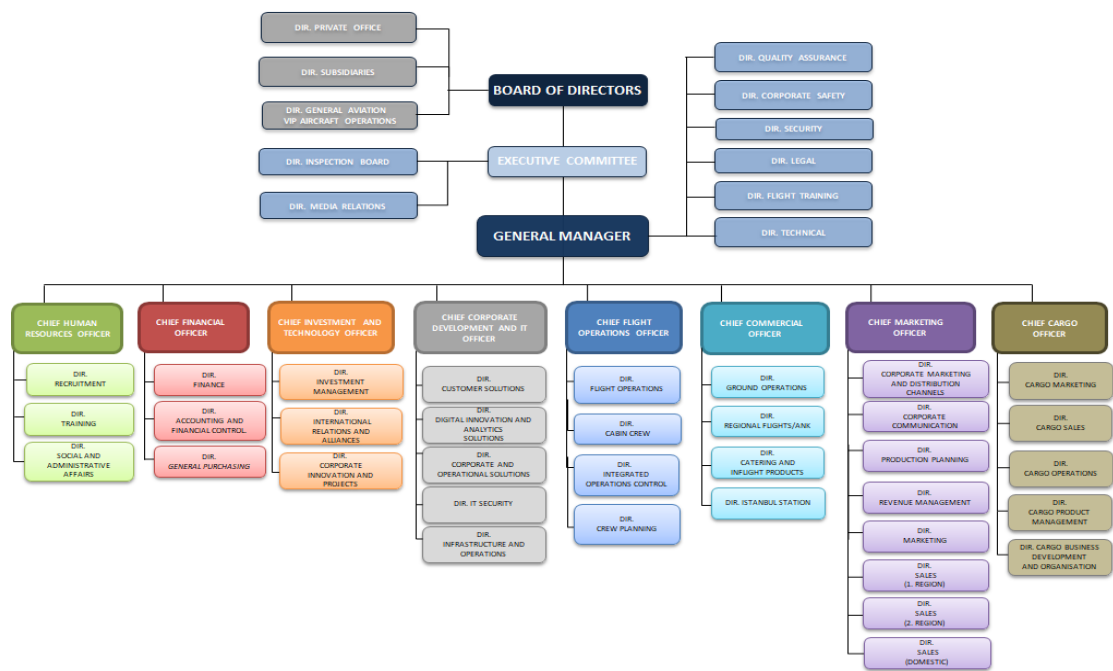 DIR. PRIVATE OFFICE
DIR. SUBSIDIARIES
DIR. GENERAL AVIATION
VIP AIRCRAFT OPERATIONS
BOARD OF DIRECTORS
DIR. INSPECTION BOARD
DIR. MEDIA RELATIONS
EXECUTIVE COMMITTEE
GENERAL MANAGER
DIR. QUALITY ASSURANCE
DIR. CORPORATE SAFETY
DIR. SECURITY
DIR. LEGAL
DIR. FLIGHT TRAINING
DIR. TECHNICAL
CHIEF HUMAN
RESOURCES OFFICER
DIR.
RECRUITMENT
DIR.
TRAINING
DIR.
SOCIAL AND
ADMINISTRATIVE
AFFAIRS
CHIEF FINANCIAL
OFFICER
DIR.
FINANCE
DIR.
ACCOUNTING AND
FINANCIAL CONTROL.
DIR.
GENERAL PURCHASING
CHIEF INVESTMENT AND
TECHNOLOGY OFFICER
DIR.
INVESTMENT
MANAGEMENT
DIR.
INTERNATIONAL
RELATIONS AND
ALLIANCES
DIR.
CORPORATE
INNOVATION AND
PROJECTS
CHIEF CORPORATE
DEVELOPMENT AND IT
OFFICER
DIR.
CUSTOMER SOLUTIONS
DIR.
DIGITAL INNOVATION AND
ANALYTICS
SOLUTIONS
DIR.
CORPORATE AND
OPERATIONAL SOLUTIONS
DIR. IT SECURITY
DIR.
INFRASTRUCTURE AND
OPERATIONS
CHIEF FLIGHT
OPERATIONS OFFICER
DIR.
FLIGHT OPERATIONS
DIR.
CABIN CREW
DIR.
INTEGRATED
OPERATIONS CONTROL
DIR.
CREW PLANNING
CHIEF COMMERCIAL
OFFICER
DIR.
GROUND OPERATIONS
DIR.
REGIONAL FLIGHTS/ANK
DIR.
CATERING AND
INFLIGHT PRODUCTS
DIR. ISTANBUL STATION
CHIEF MARKETING
OFFICER
DIR.
CORPORATE MARKETING
AND DISTRIBUTION
CHANNELS
DIR.
CORPORATE
COMMUNICATION
DIR.
PRODUCTION PLANNING
DIR.
REVENUE MANAGEMENT
DIR.
MARKETING
DIR.
SALES
(1. REGION)
DIR.
SALES
(2. REGION)
DIR.
SALES
(DOMESTIC)
CHIEF CARGO
OFFICER
DIR.
CARGO MARKETING
DIR.
CARGO SALES
DIR.
CARGO OPERATIONS
DIR.
CARGO PRODUCT
MANAGEMENT
DIR. CARGO BUSINESS
DEVELOPMENT
AND ORGANISATION